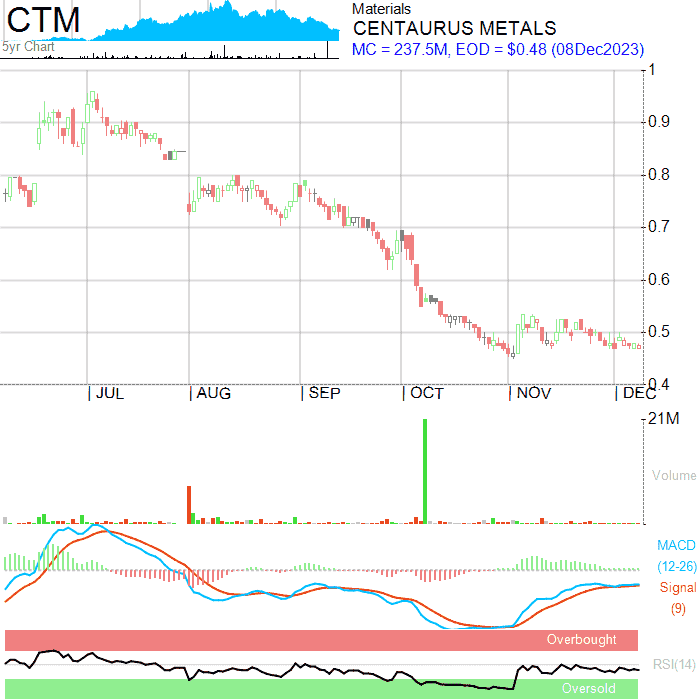 CTM
5yr Chart
Materials
CENTAURUS METALS
MC = 237.5M, EOD = $0.48 (08Dec2023)
1
0.9
0.8
0.7
0.6
0.5
0.4
JUL AUG SEP OCT NOV DEC
21M
Volume
MACD
(12-26)
Signal
(9)
Overbought
RSI(14)
Oversold